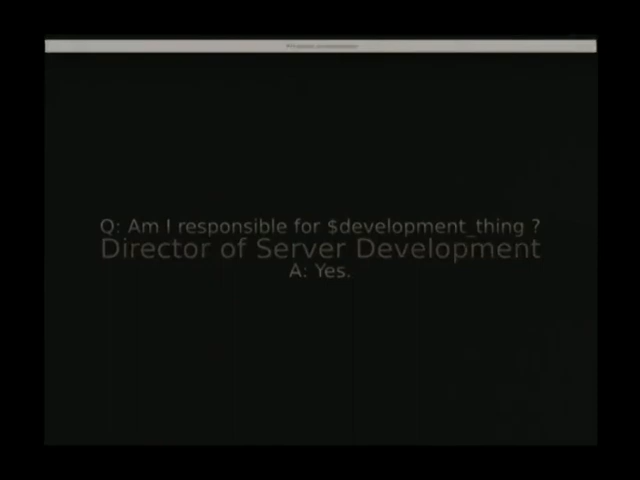 Q: Am I responsible for $development_thing ?
Director of Server Development
A: Yes.